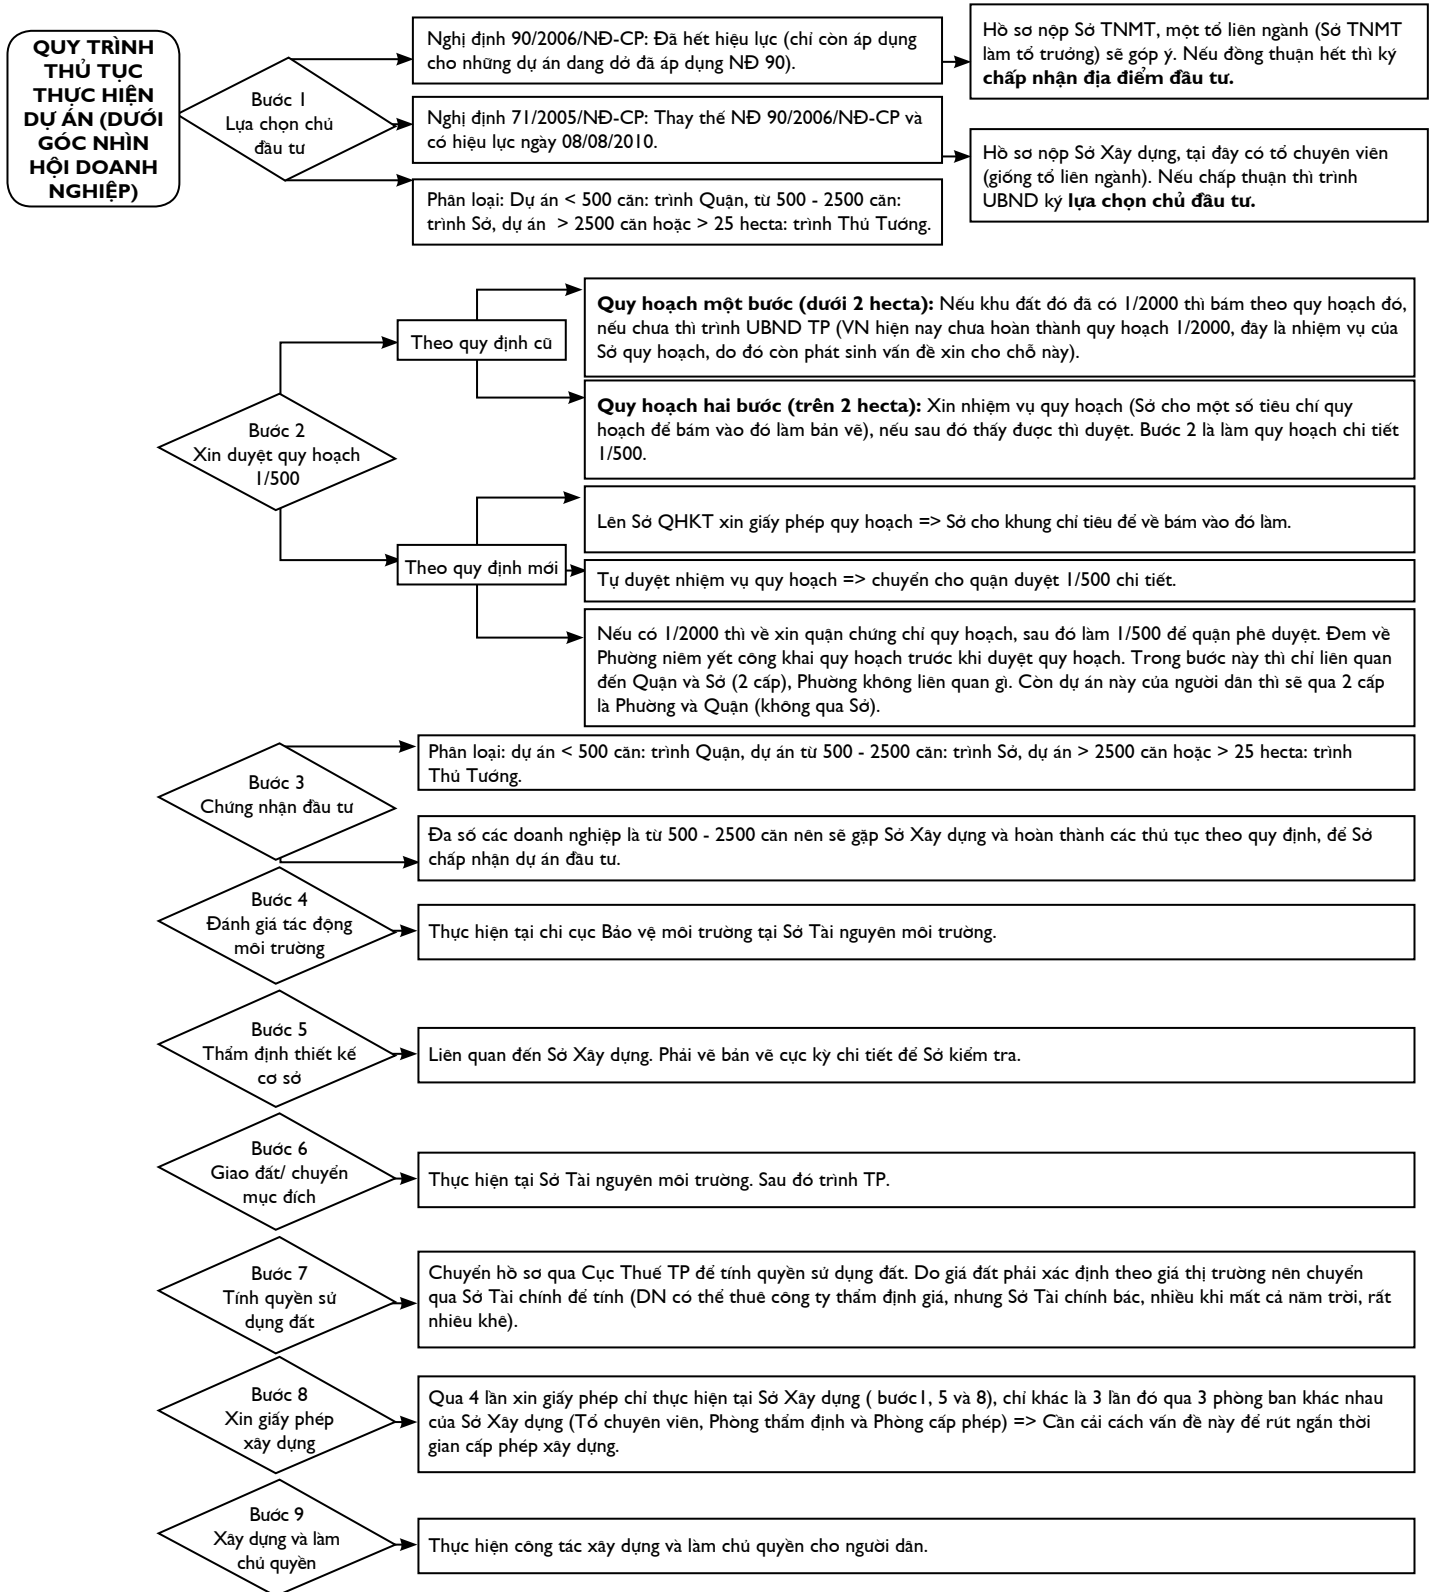 QUY TRÌNH
THỦ TỤC
THỰC HIỆN
DỰ ÁN (DƯỚI
GÓC NHÌN
HỘI DOANH
NGHIỆP)
Bước 1
Lựa chọn chủ
đầu tư
Nghị định 90/2006/NĐ-CP: Đã hết hiệu lực (chỉ còn áp dụng
cho những dự án dang dở đã áp dụng NĐ 90).
Nghị định 71/2005/NĐ-CP: Thay thế NĐ 90/2006/NĐ-CP và
có hiệu lực ngày 08/08/2010.
Phân loại: Dự án < 500 căn: trình Quận, từ 500 - 2500 căn:
trình Sở, dự án > 2500 căn hoặc > 25 hecta: trình Thủ Tướng.
Hồ sơ nộp Sở TNMT, một tổ liên ngành (Sở TNMT
làm tổ trưởng) sẽ góp ý. Nếu đồng thuận hết thì ký
chấp nhận địa điểm đầu tư.
Hồ sơ nộp Sở Xây dựng, tại đây có tổ chuyên viên
(giống tổ liên ngành). Nếu chấp thuận thì trình
UBND ký lựa chọn chủ đầu tư.
Bước 2
Xin duyệt quy hoạch
1/500
Theo quy định cũ
Quy hoạch một bước (dưới 2 hecta): Nếu khu đất đó đã có 1/2000 thì bám theo quy hoạch đó,
nếu chưa thì trình UBND TP (VN hiện nay chưa hoàn thành quy hoạch 1/2000, đây là nhiệm vụ của
Sở quy hoạch, do đó còn phát sinh vấn đề xin cho chỗ này).
Quy hoạch hai bước (trên 2 hecta): Xin nhiệm vụ quy hoạch (Sở cho một số tiêu chí quy
hoạch để bám vào đó làm bản vẽ), nếu sau đó thấy được thì duyệt. Bước 2 là làm quy hoạch chi tiết
1/500.
Theo quy định mới
Lên Sở QHKT xin giấy phép quy hoạch => Sở cho khung chỉ tiêu để về bám vào đó làm.
Tự duyệt nhiệm vụ quy hoạch => chuyển cho quận duyệt 1/500 chi tiết.
Nếu có 1/2000 thì về xin quận chứng chỉ quy hoạch, sau đó làm 1/500 để quận phê duyệt. Đem về
Phường niêm yết công khai quy hoạch trước khi duyệt quy hoạch. Trong bước này thì chỉ liên quan
đến Quận và Sở (2 cấp), Phường không liên quan gì. Còn dự án này của người dân thì sẽ qua 2 cấp
là Phường và Quận (không qua Sở).
Bước 3
Chứng nhận đầu tư
Phân loại: dự án < 500 căn: trình Quận, dự án từ 500 - 2500 căn: trình Sở, dự án > 2500 căn hoặc > 25 hecta: trình
Thủ Tướng.
Đa số các doanh nghiệp là từ 500 - 2500 căn nên sẽ gặp Sở Xây dựng và hoàn thành các thủ tục theo quy định, để Sở
chấp nhận dự án đầu tư.
Bước 4
Đánh giá tác động
môi trường
Thực hiện tại chi cục Bảo vệ môi trường tại Sở Tài nguyên môi trường.
Bước 5
Thẩm định thiết kế
cơ sở
Liên quan đến Sở Xây dựng. Phải vẽ bản vẽ cực kỳ chi tiết để Sở kiểm tra.
Bước 6
Giao đất/ chuyển
mục đích
Thực hiện tại Sở Tài nguyên môi trường. Sau đó trình TP.
Bước 7
Tính quyền sử
dụng đất
Chuyển hồ sơ qua Cục Thuế TP để tính quyền sử dụng đất. Do giá đất phải xác định theo giá thị trường nên chuyển
qua Sở Tài chính để tính (DN có thể thuê công ty thẩm định giá, nhưng Sở Tài chính bác, nhiều khi mất cả năm trời, rất
nhiêu khê).
Bước 8
Xin giấy phép
xây dựng
Qua 4 lần xin giấy phép chỉ thực hiện tại Sở Xây dựng ( bước1, 5 và 8), chỉ khác là 3 lần đó qua 3 phòng ban khác nhau
của Sở Xây dựng (Tổ chuyên viên, Phòng thẩm định và Phòng cấp phép) => Cần cải cách vấn đề này để rút ngắn thời
gian cấp phép xây dựng.
Bước 9
Xây dựng và làm
chủ quyền
Thực hiện công tác xây dựng và làm chủ quyền cho người dân.